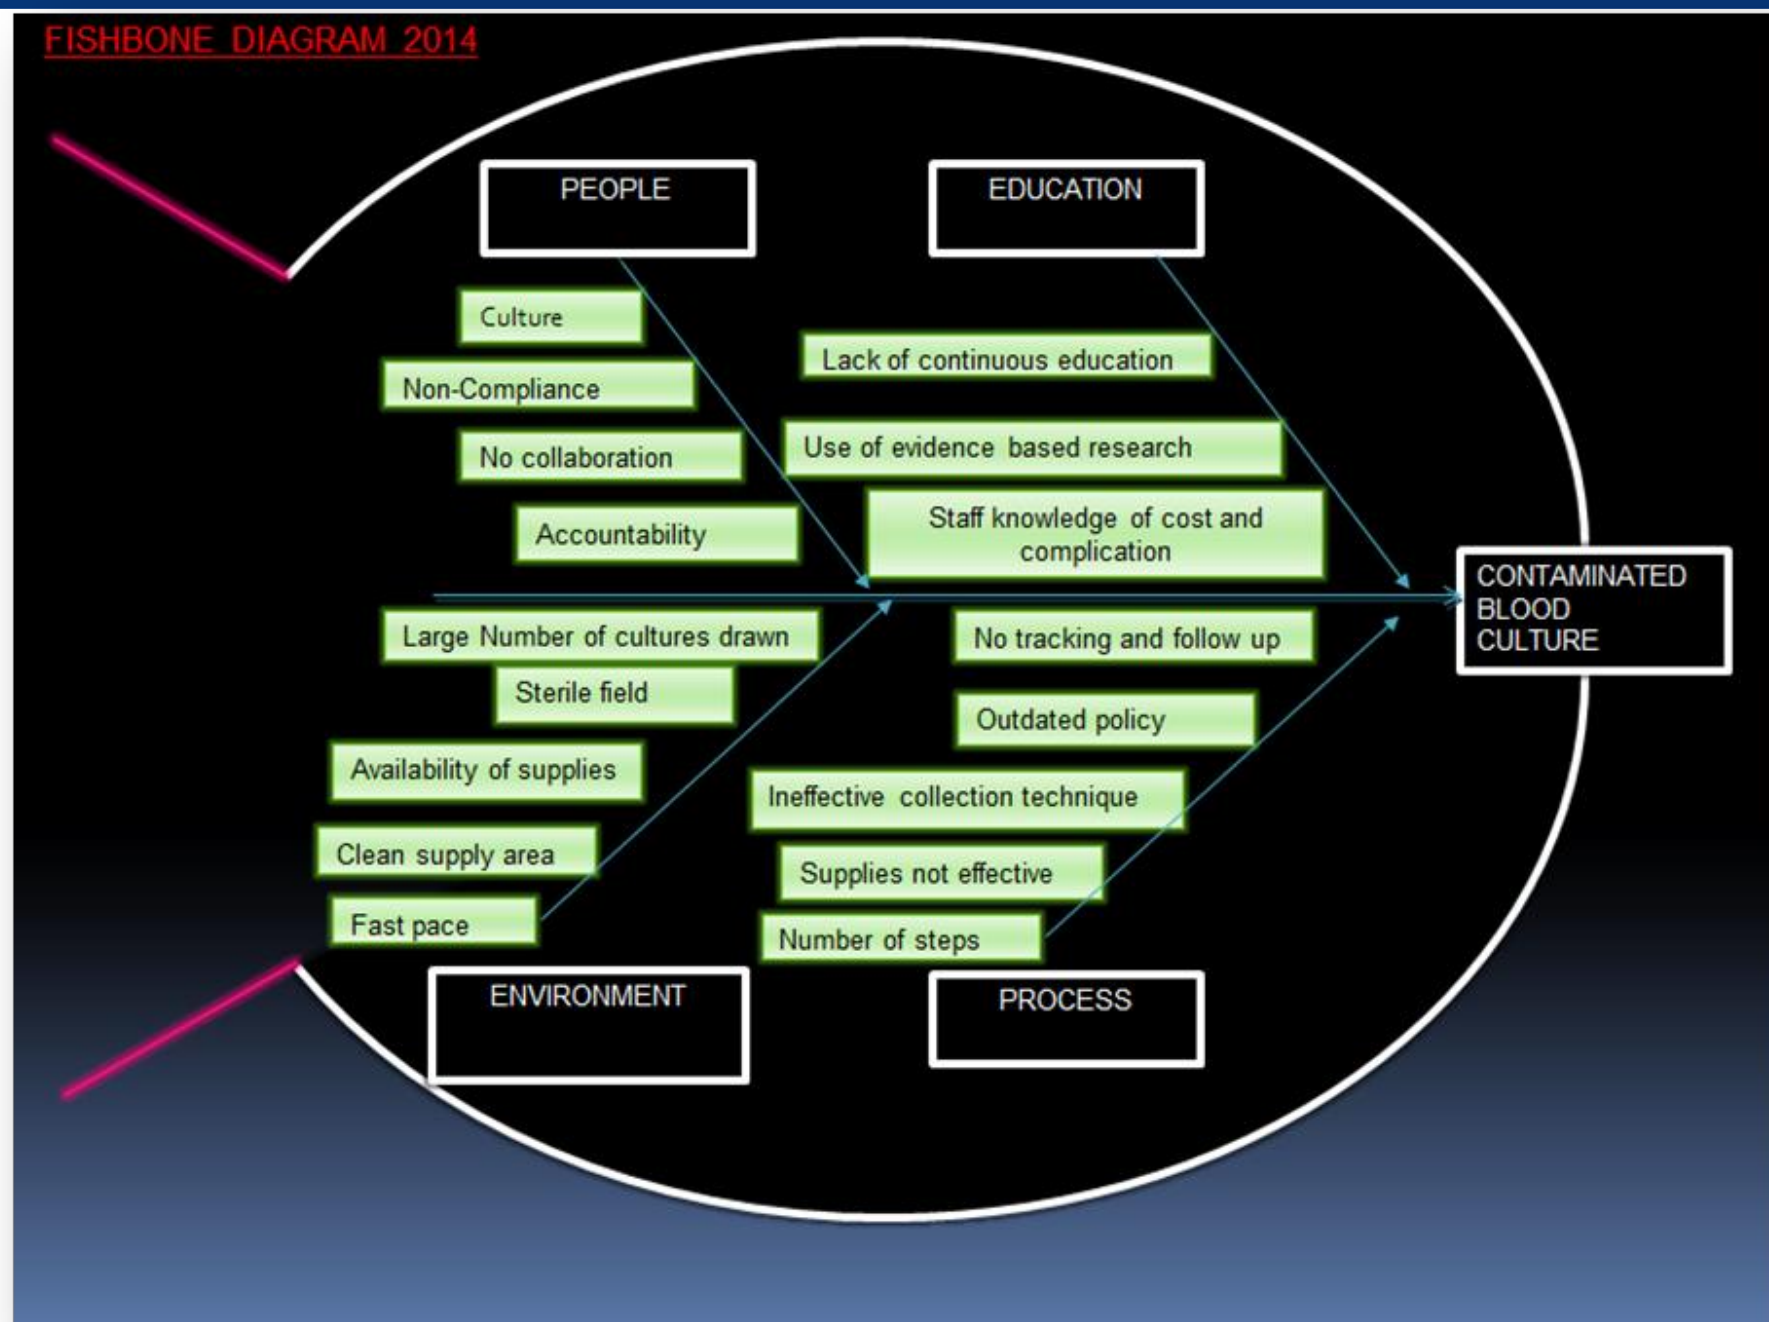 FISHBONE DIAGRAM 2014
PEOPLE
EDUCATION
Culture
Non-Compliance
No collaboration
Accountability
Lack of continuous education
Use of evidence based research
Staff knowledge of cost and
complication
CONTAMINATED
BLOOD
CULTURE
Large Number of cultures drawn
Sterile field
Availability of supplies
Clean supply area
Fast pace
No tracking and follow up
Outdated policy
Ineffective collection technique
Supplies not effective
Number of steps
ENVIRONMENT
PROCESS